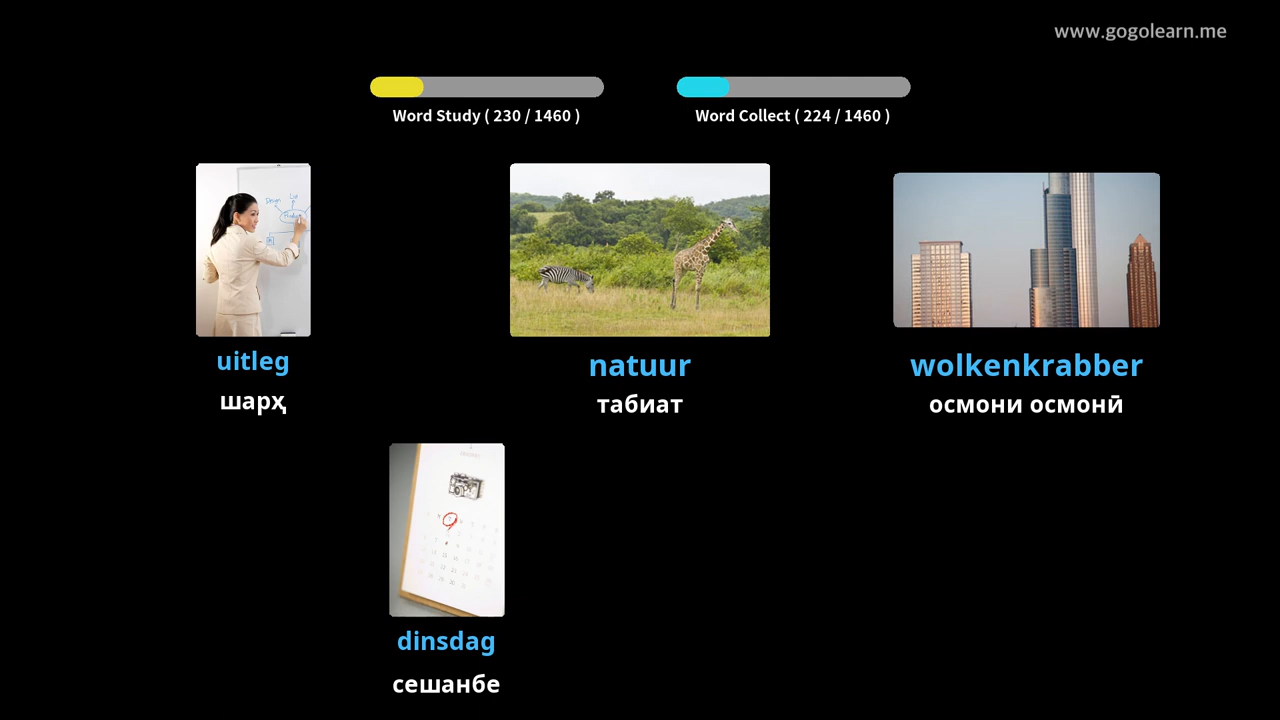 www.gogolearn.me
Word Study ( 230 / 1460 )
Word Collect ( 224 / 1460 )
uitleg
шарҳ
natuur
табиат
wolkenkrabber
осмони осмонӣ
dinsdag
сешанбе